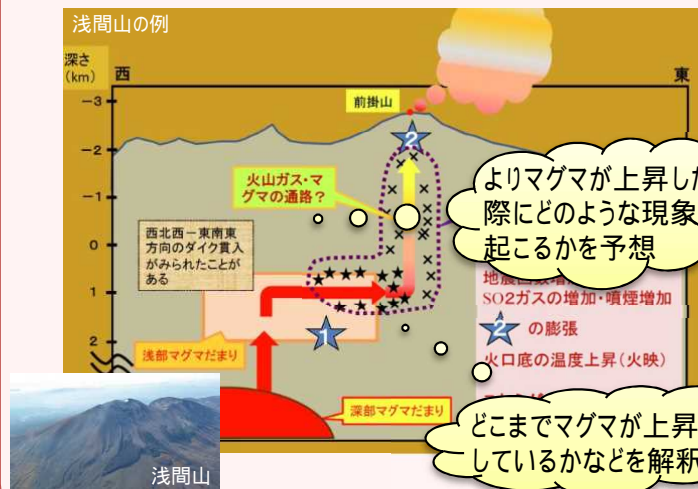 浅間山の例
深さ
(km)
西
東
-3
-2
-1
0
1
2
前掛山
2
火山ガス・マ
グマの通路？
西北西－東南東
方向のダイク貫入
がみられたことが
ある
よりマグマが上昇した
際にどのような現象
起こるかを予想
SO2ガスの増加・噴煙増加
2 の膨張
火口底の温度上昇(火映)
1
浅部マグマだまり
深部マグマだまり
どこまでマグマが上昇
しているかなどを解釈
浅間山